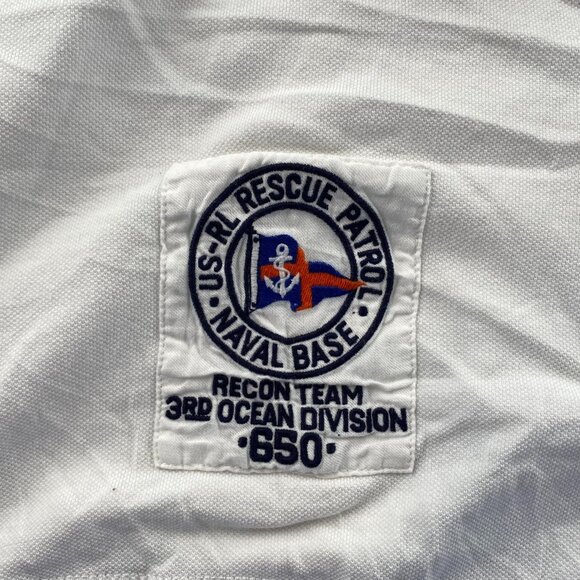 · US-RL RESCUE PATROL ·
NAVAL BASE
RECON TEAM
3RD OCEAN DIVISION
·650·